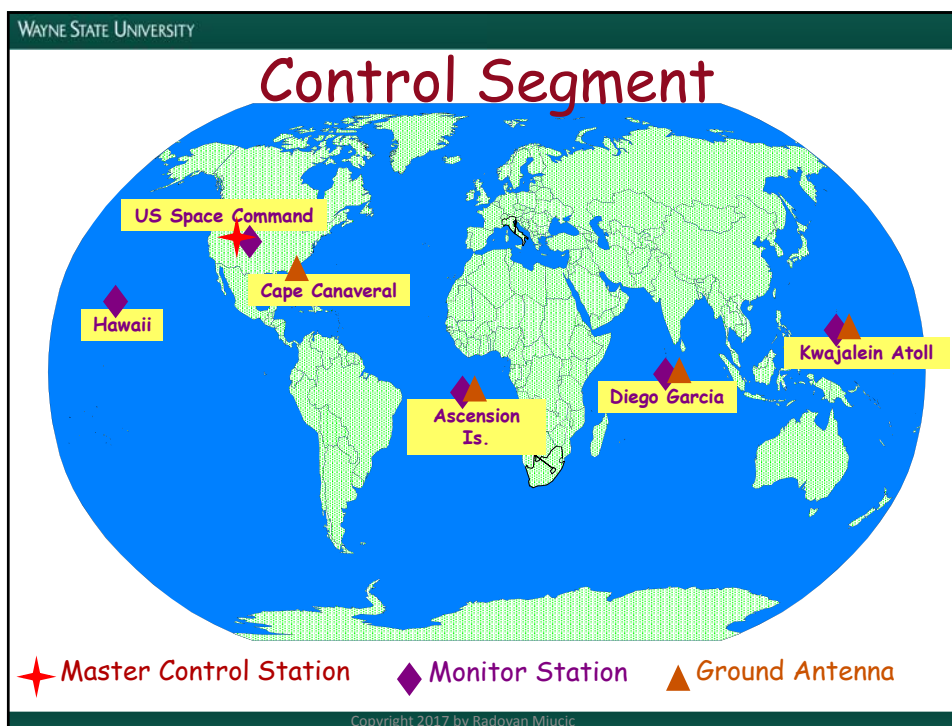 WAYNE STATE UNIVERSITY
Control Segment
US Space Command
Cape Canaveral
Hawaii
Kwajalein Atoll
Diego Garcia
Ascension
Is.
Master Control Station
Monitor Station
Ground Antenna
Copyright 2017 by Radovan Miucic